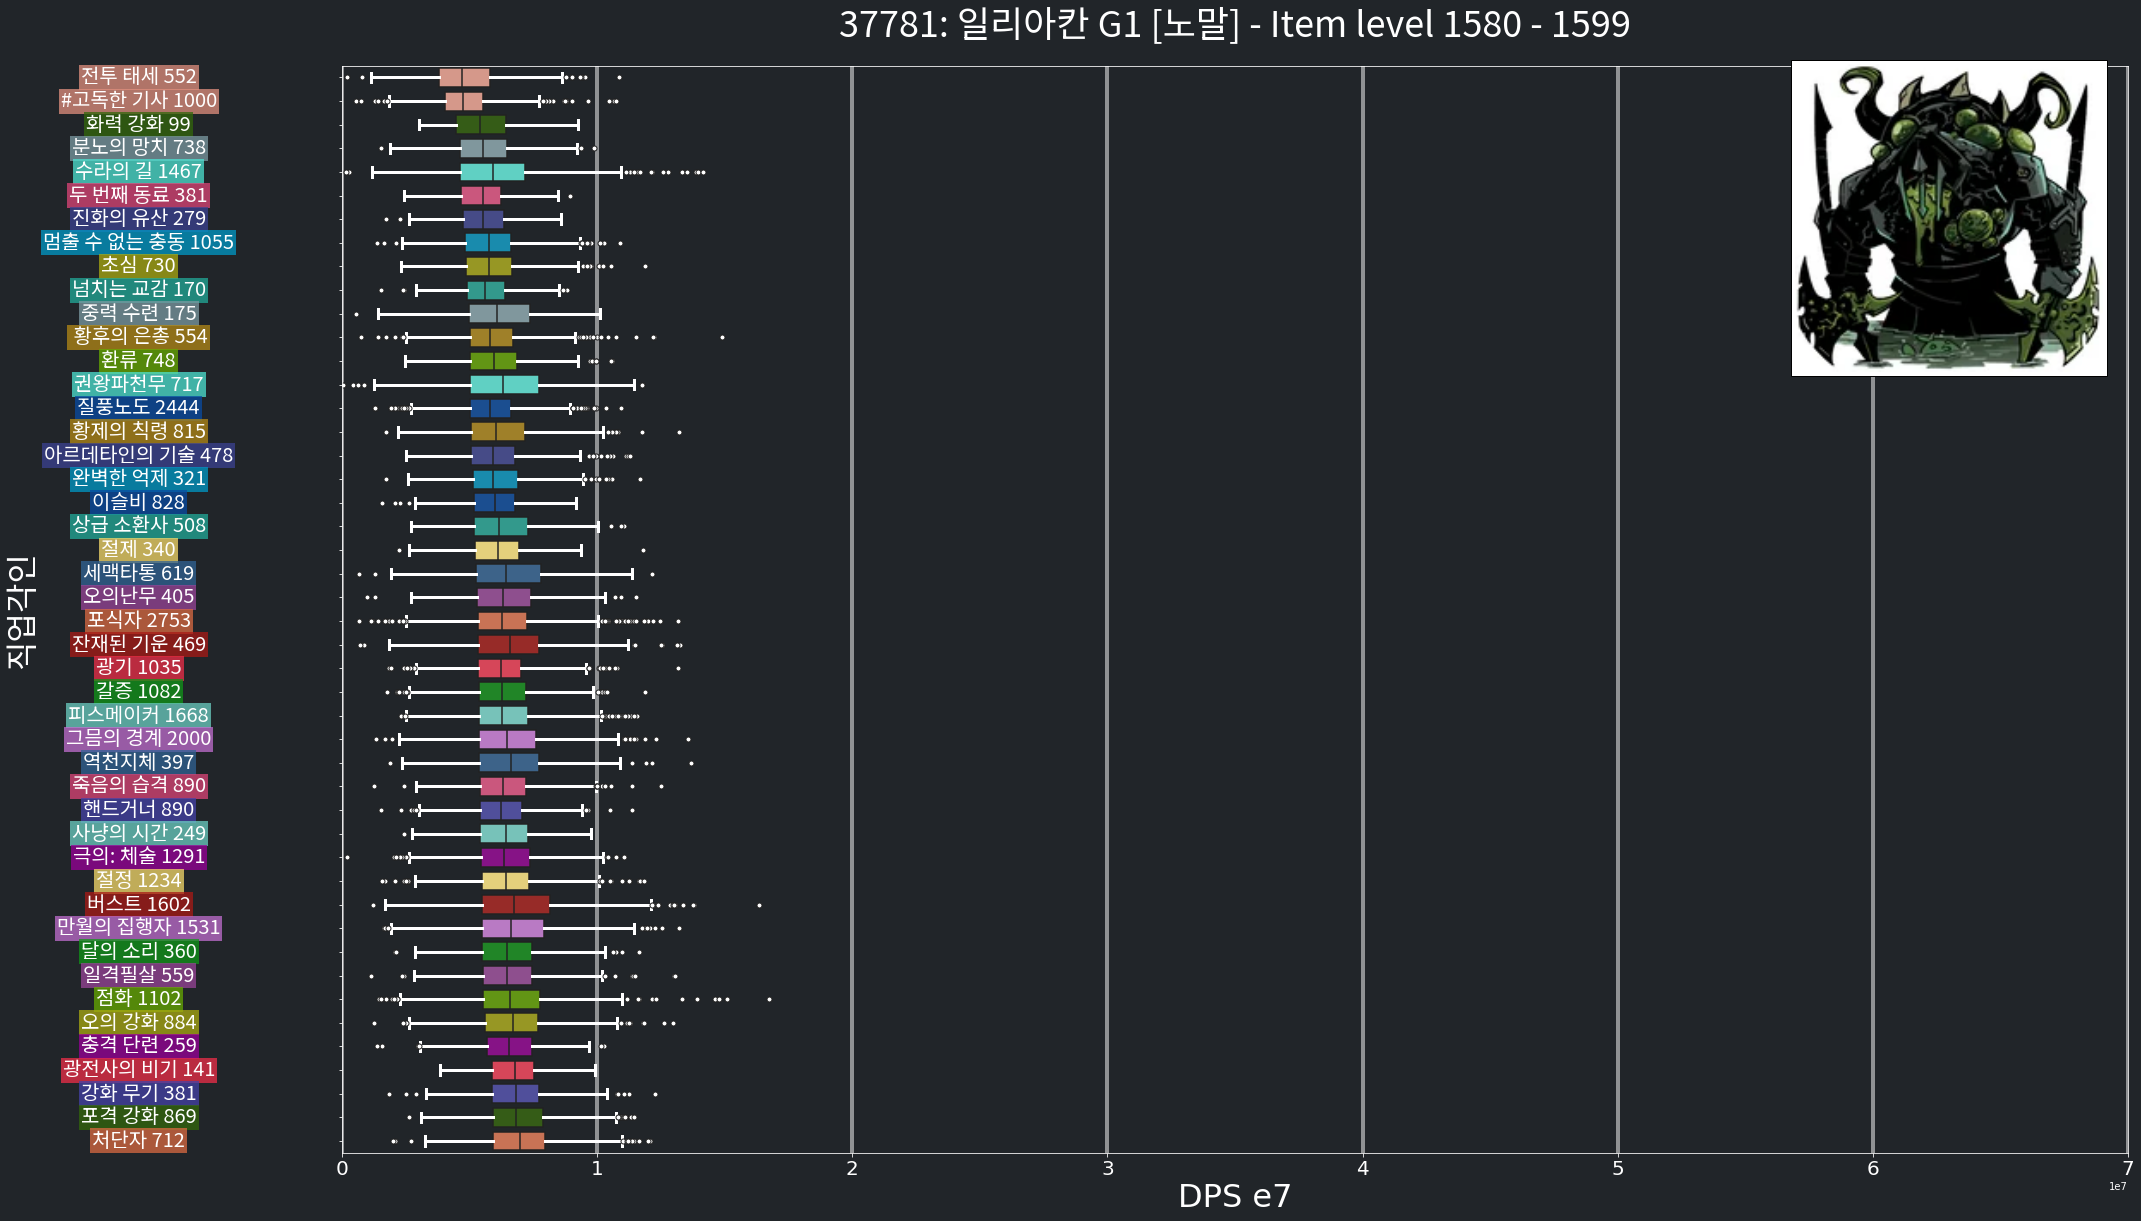 37781: 일리아칸 G1 [노말] - Item level 1580 - 1599
직업각인
전투 태세 552
#고독한 기사 1000
화력 강화 99
분노의 망치 738
수라의 길 1467
두 번째 동료 381
진화의 유산 279
멈출 수 없는 충동 1055
초심 730
넘치는 교감 170
중력 수련 175
황후의 은총 554
환류 748
권왕파천무 717
질풍노도 2444
황제의 칙령 815
아르데타인의 기술 478
완벽한 억제 321
이슬비 828
상급 소환사 508
절제 340
세맥타통 619
오의난무 405
포식자 2753
잔재된 기운 469
광기 1035
갈증 1082
피스메이커 1668
그믐의 경계 2000
역천지체 397
죽음의 습격 890
핸드거너 890
사냥의 시간 249
극의: 체술 1291
절정 1234
버스트 1602
만월의 집행자 1531
달의 소리 360
일격필살 559
점화 1102
오의 강화 884
충격 단련 259
광전사의 비기 141
강화 무기 381
포격 강화 869
처단자 712
0 1 2 3 4 5 6 7
1e7
DPS e7